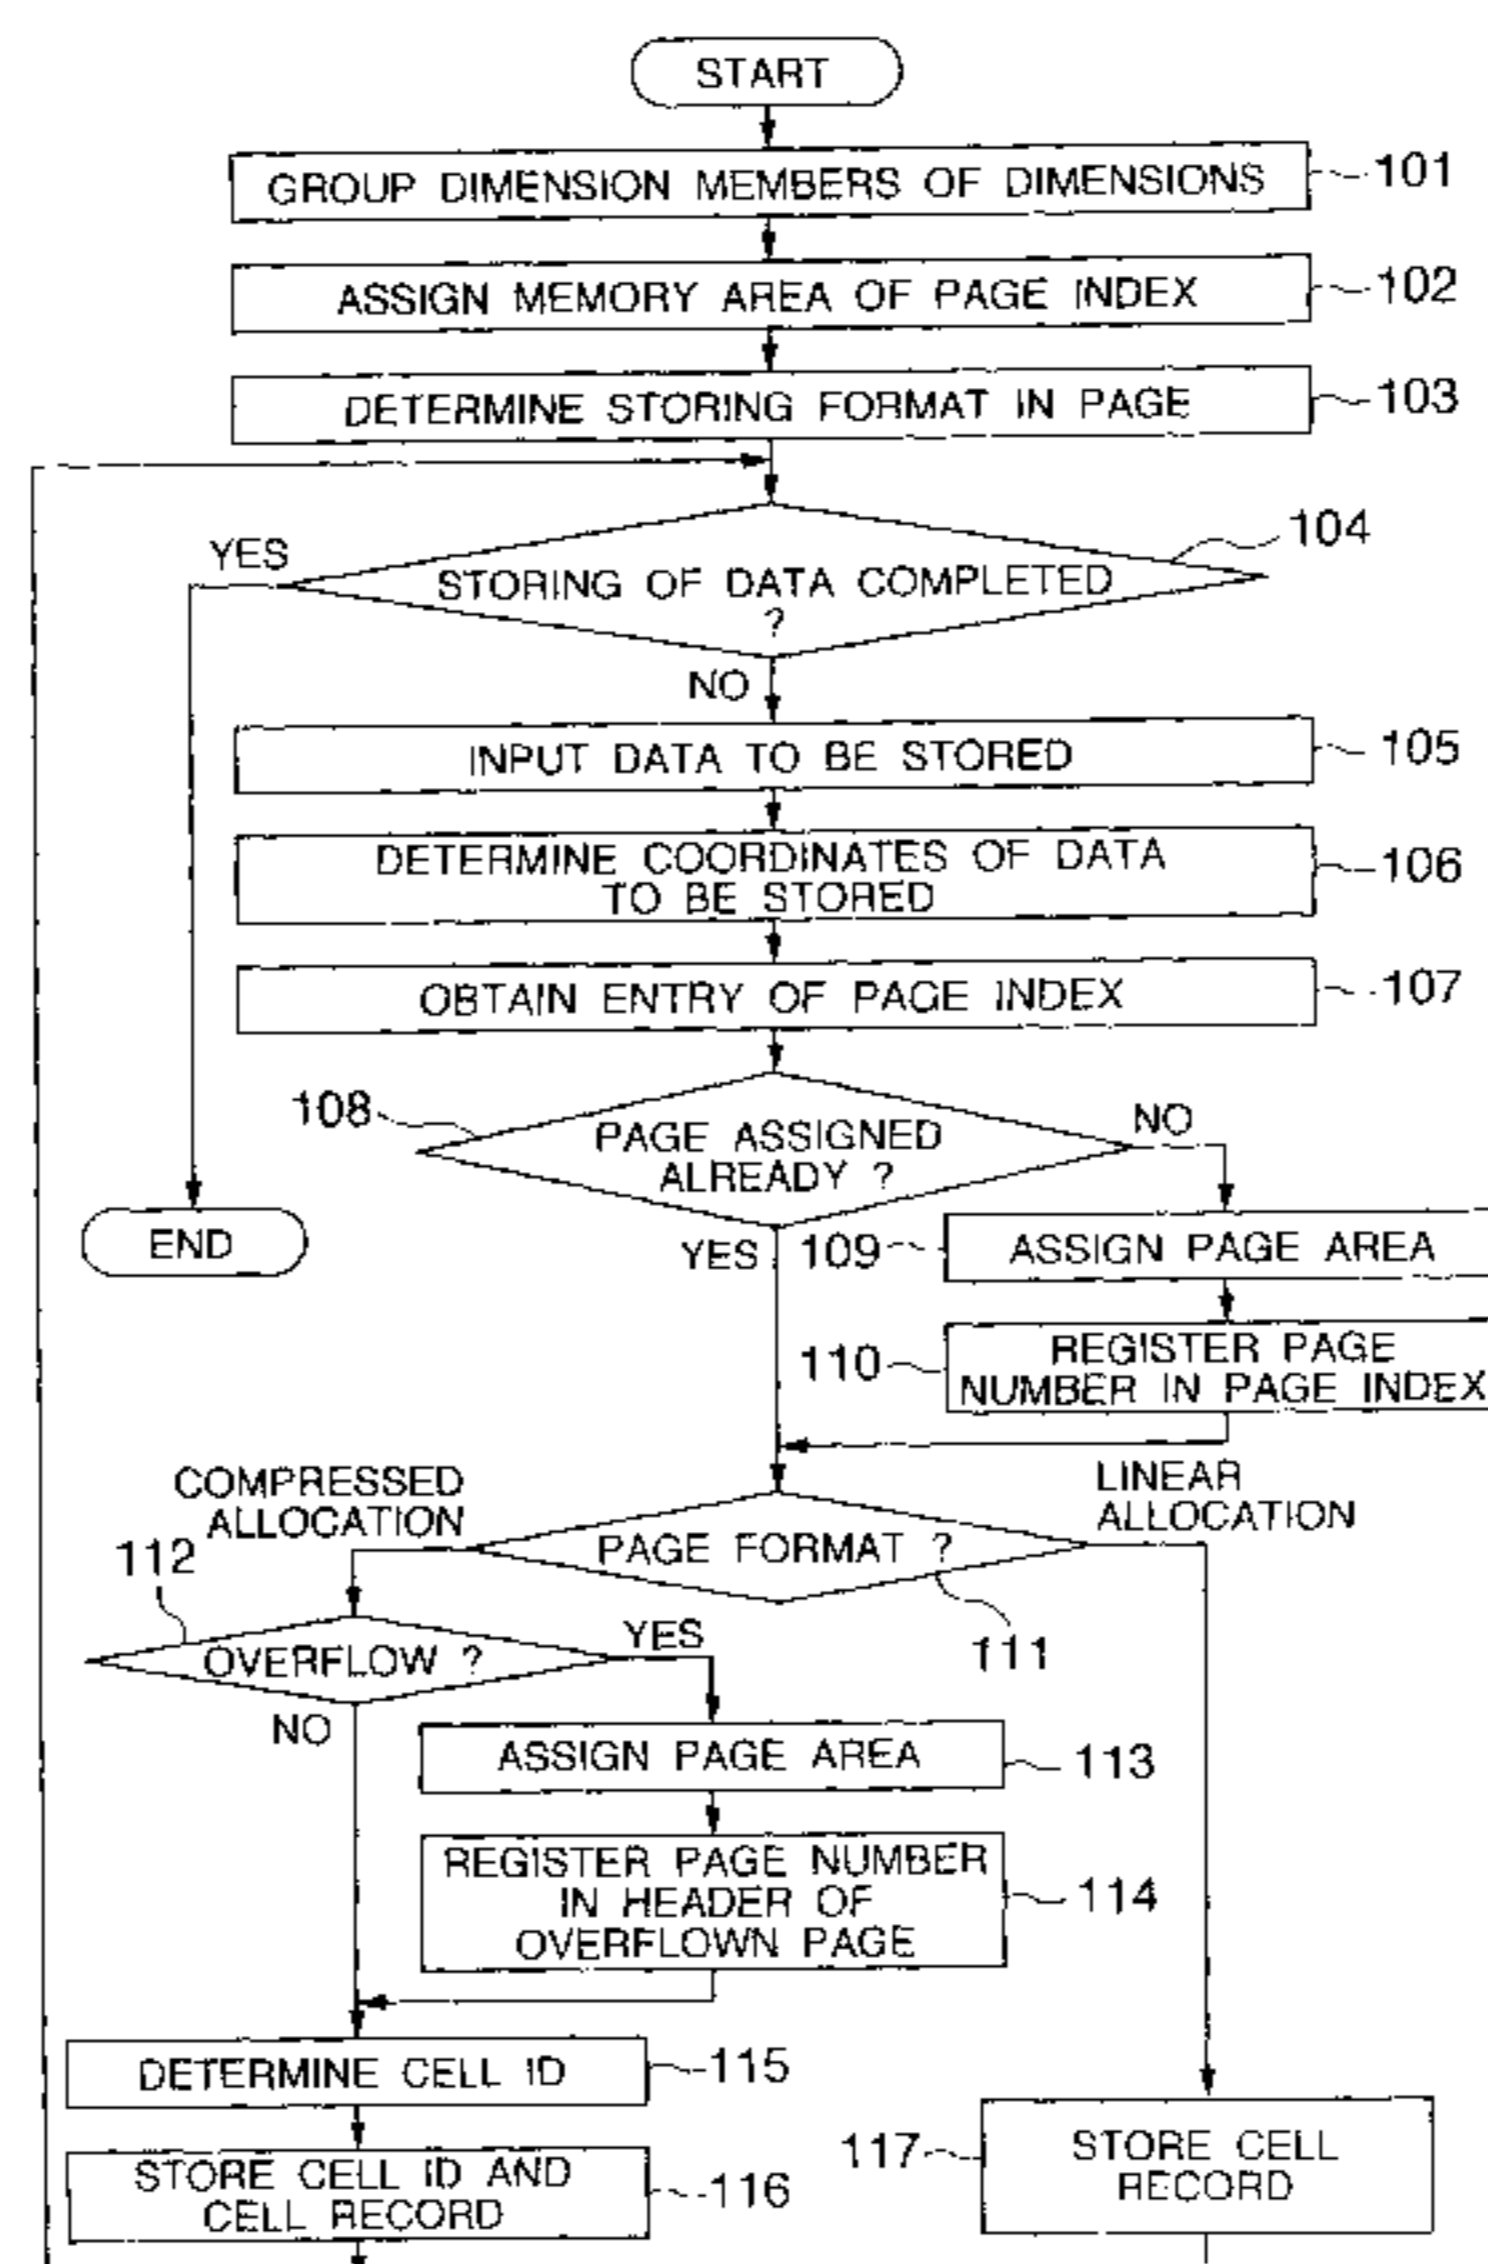 START
GROUP DIMENSION MEMBERS OF DIMENSIONS
101
ASSIGN MEMORY AREA OF PAGE INDEX
102
DETERMINE STORING FORMAT IN PAGE
103
YES
104
STORING OF DATA COMPLETED
?
NO
INPUT DATA TO BE STORED
105
DETERMINE COORDINATES OF DATA
TO BE STORED
106
OBTAIN ENTRY OF PAGE INDEX
107
108
PAGE ASSIGNED
ALREADY ?
NO
END
YES
109
ASSIGN PAGE AREA
110
REGISTER PAGE
NUMBER IN PAGE INDEX
COMPRESSED
ALLOCATION
LINEAR
ALLOCATION
PAGE FORMAT ?
111
112
OVERFLOW ?
YES
NO
ASSIGN PAGE AREA
113
REGISTER PAGE NUMBER
IN HEADER OF
OVERFLOWN PAGE
114
DETERMINE CELL ID
115
STORE CELL ID AND
CELL RECORD
116
117
STORE CELL
RECORD